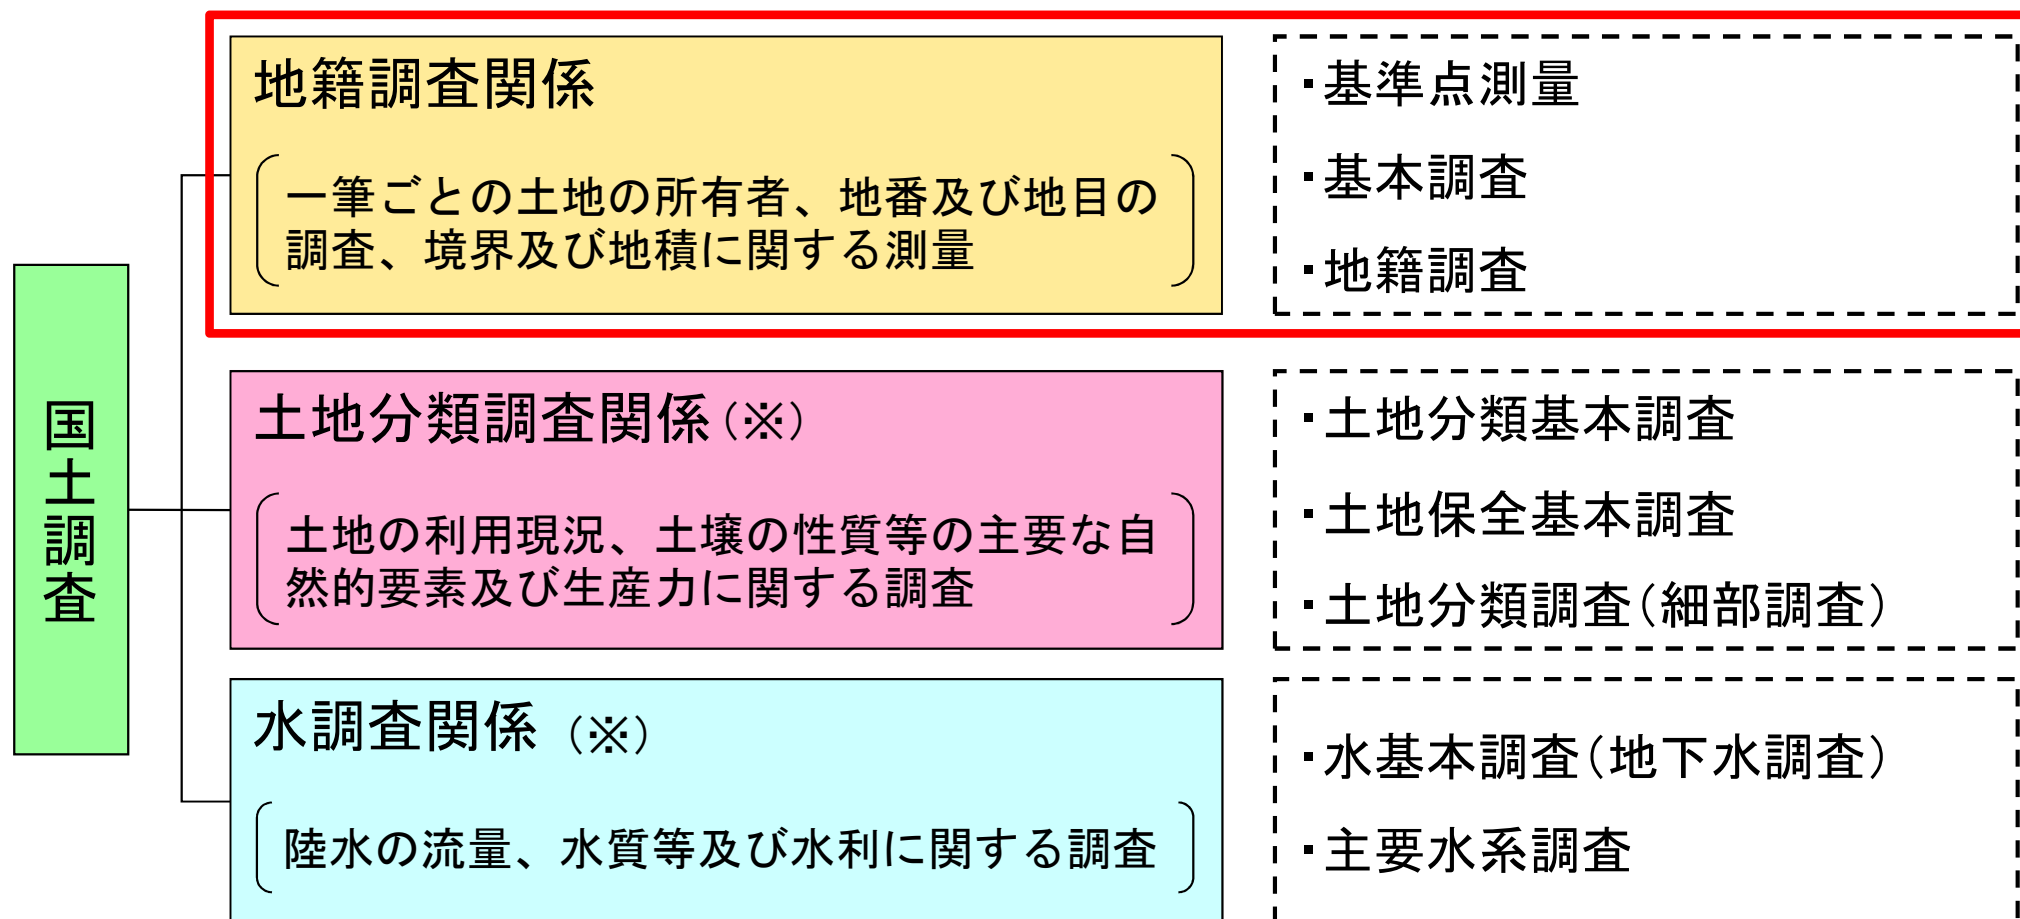 国土調査
地籍調査関係
一筆ごとの土地の所有者、地番及び地目の
調査、境界及び地積に関する測量
・基準点測量
・基本調査
・地籍調査
土地分類調査関係(※)
土地の利用現況、土壌の性質等の主要な自
然的要素及び生産力に関する調査
・土地分類基本調査
・土地保全基本調査
・土地分類調査(細部調査)
水調査関係(※)
陸水の流量、水質等及び水利に関する調査
・水基本調査(地下水調査)
・主要水系調査